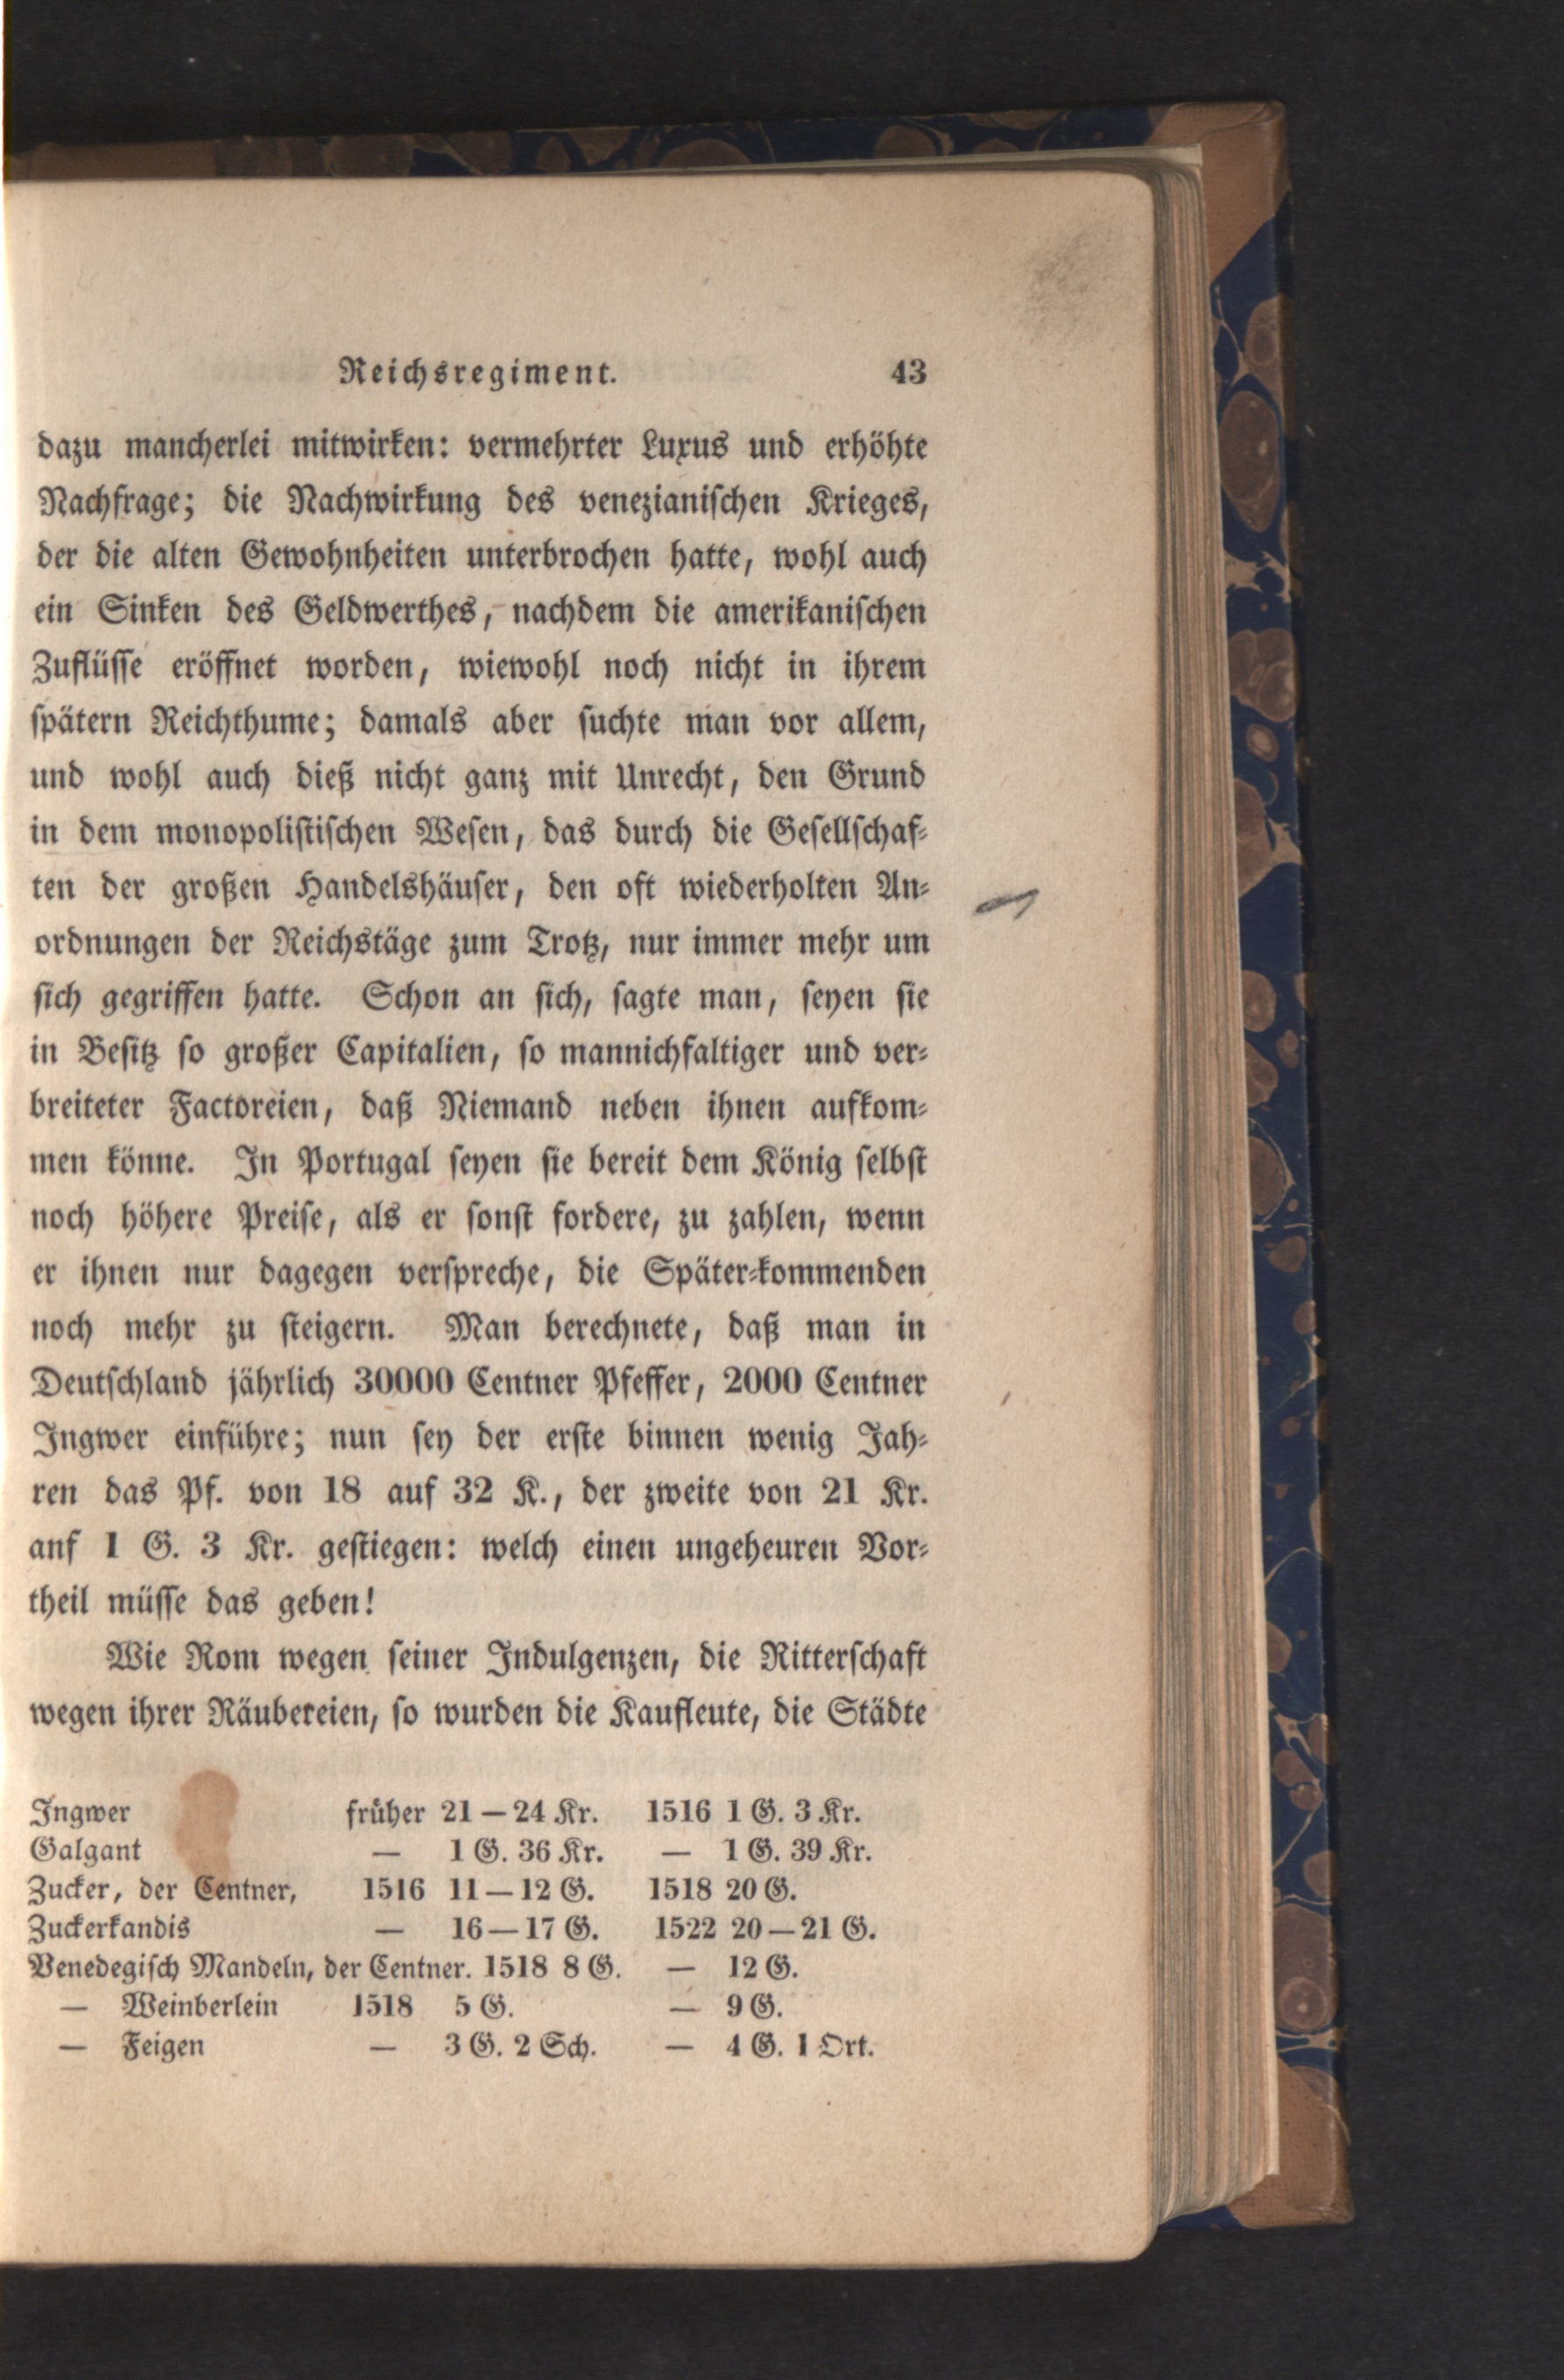 Reichsregiment. 43
dazu mancherlei mitwirken: vermehrter Luxus und erhöhte
Nachfrage; die Nachwirkung des venezianischen Krieges,
der die alten Gewohnheiten unterbrochen hatte, wohl auch
ein Sinken des Geldwerthes, nachdem die amerikanischen
Zuflüsse eröffnet worden, wiewohl noch nicht in ihrem
spätern Reichthume; damals aber suchte man vor allem,
und wohl auch dieß nicht ganz mit Unrecht, den Grund
in dem monopolistischen Wesen, das durch die Gesellschaf-
ten der großen Handelshäuser, den oft wiederholten An-
ordnungen der Reichstäge zum Trotz, nur immer mehr um
sich gegriffen hatte. Schon an sich, sagte man, seyen sie
in Besitz so großer Capitalien, so mannichfaltiger und ver-
breiteter Factoreien, daß Niemand neben ihnen aufkom-
men könne. In Portugal seyen sie bereit dem König selbst
noch höhere Preise, als er sonst fordere, zu zahlen, wenn
er ihnen nur dagegen verspreche, die Später-kommenden
noch mehr zu steigern. Man berechnete, daß man in
Deutschland jährlich 30000 Centner Pfeffer, 2000 Centner
Ingwer einführe; nun sey der erste binnen wenig Jah-
ren das Pf. von 18 auf 32 K., der zweite von 21 Kr.
anf 1 G. 3 Kr. gestiegen: welch einen ungeheuren Vor-
theil müsse das geben!
Wie Rom wegen seiner Indulgenzen, die Ritterschaft
wegen ihrer Räubereien, so wurden die Kaufleute, die Städte
Ingwer früher 21 — 24 Kr. 1516 1 G. 3 Kr.
Galgant — 1 G. 36 Kr. — 1 G. 39 Kr.
Zucker, der Centner, 1516 11 — 12 G. 1518 20 G.
Zuckerkandis — 16 — 17 G. 1522 20 — 21 G.
Venedegisch Mandeln, der Centner. 1518 8 G. — 12 G.
— Weinberlein 1518 5 G. — 9 G.
— Feigen — 3 G. 2 Sch. — 4 G. 1 Ort.